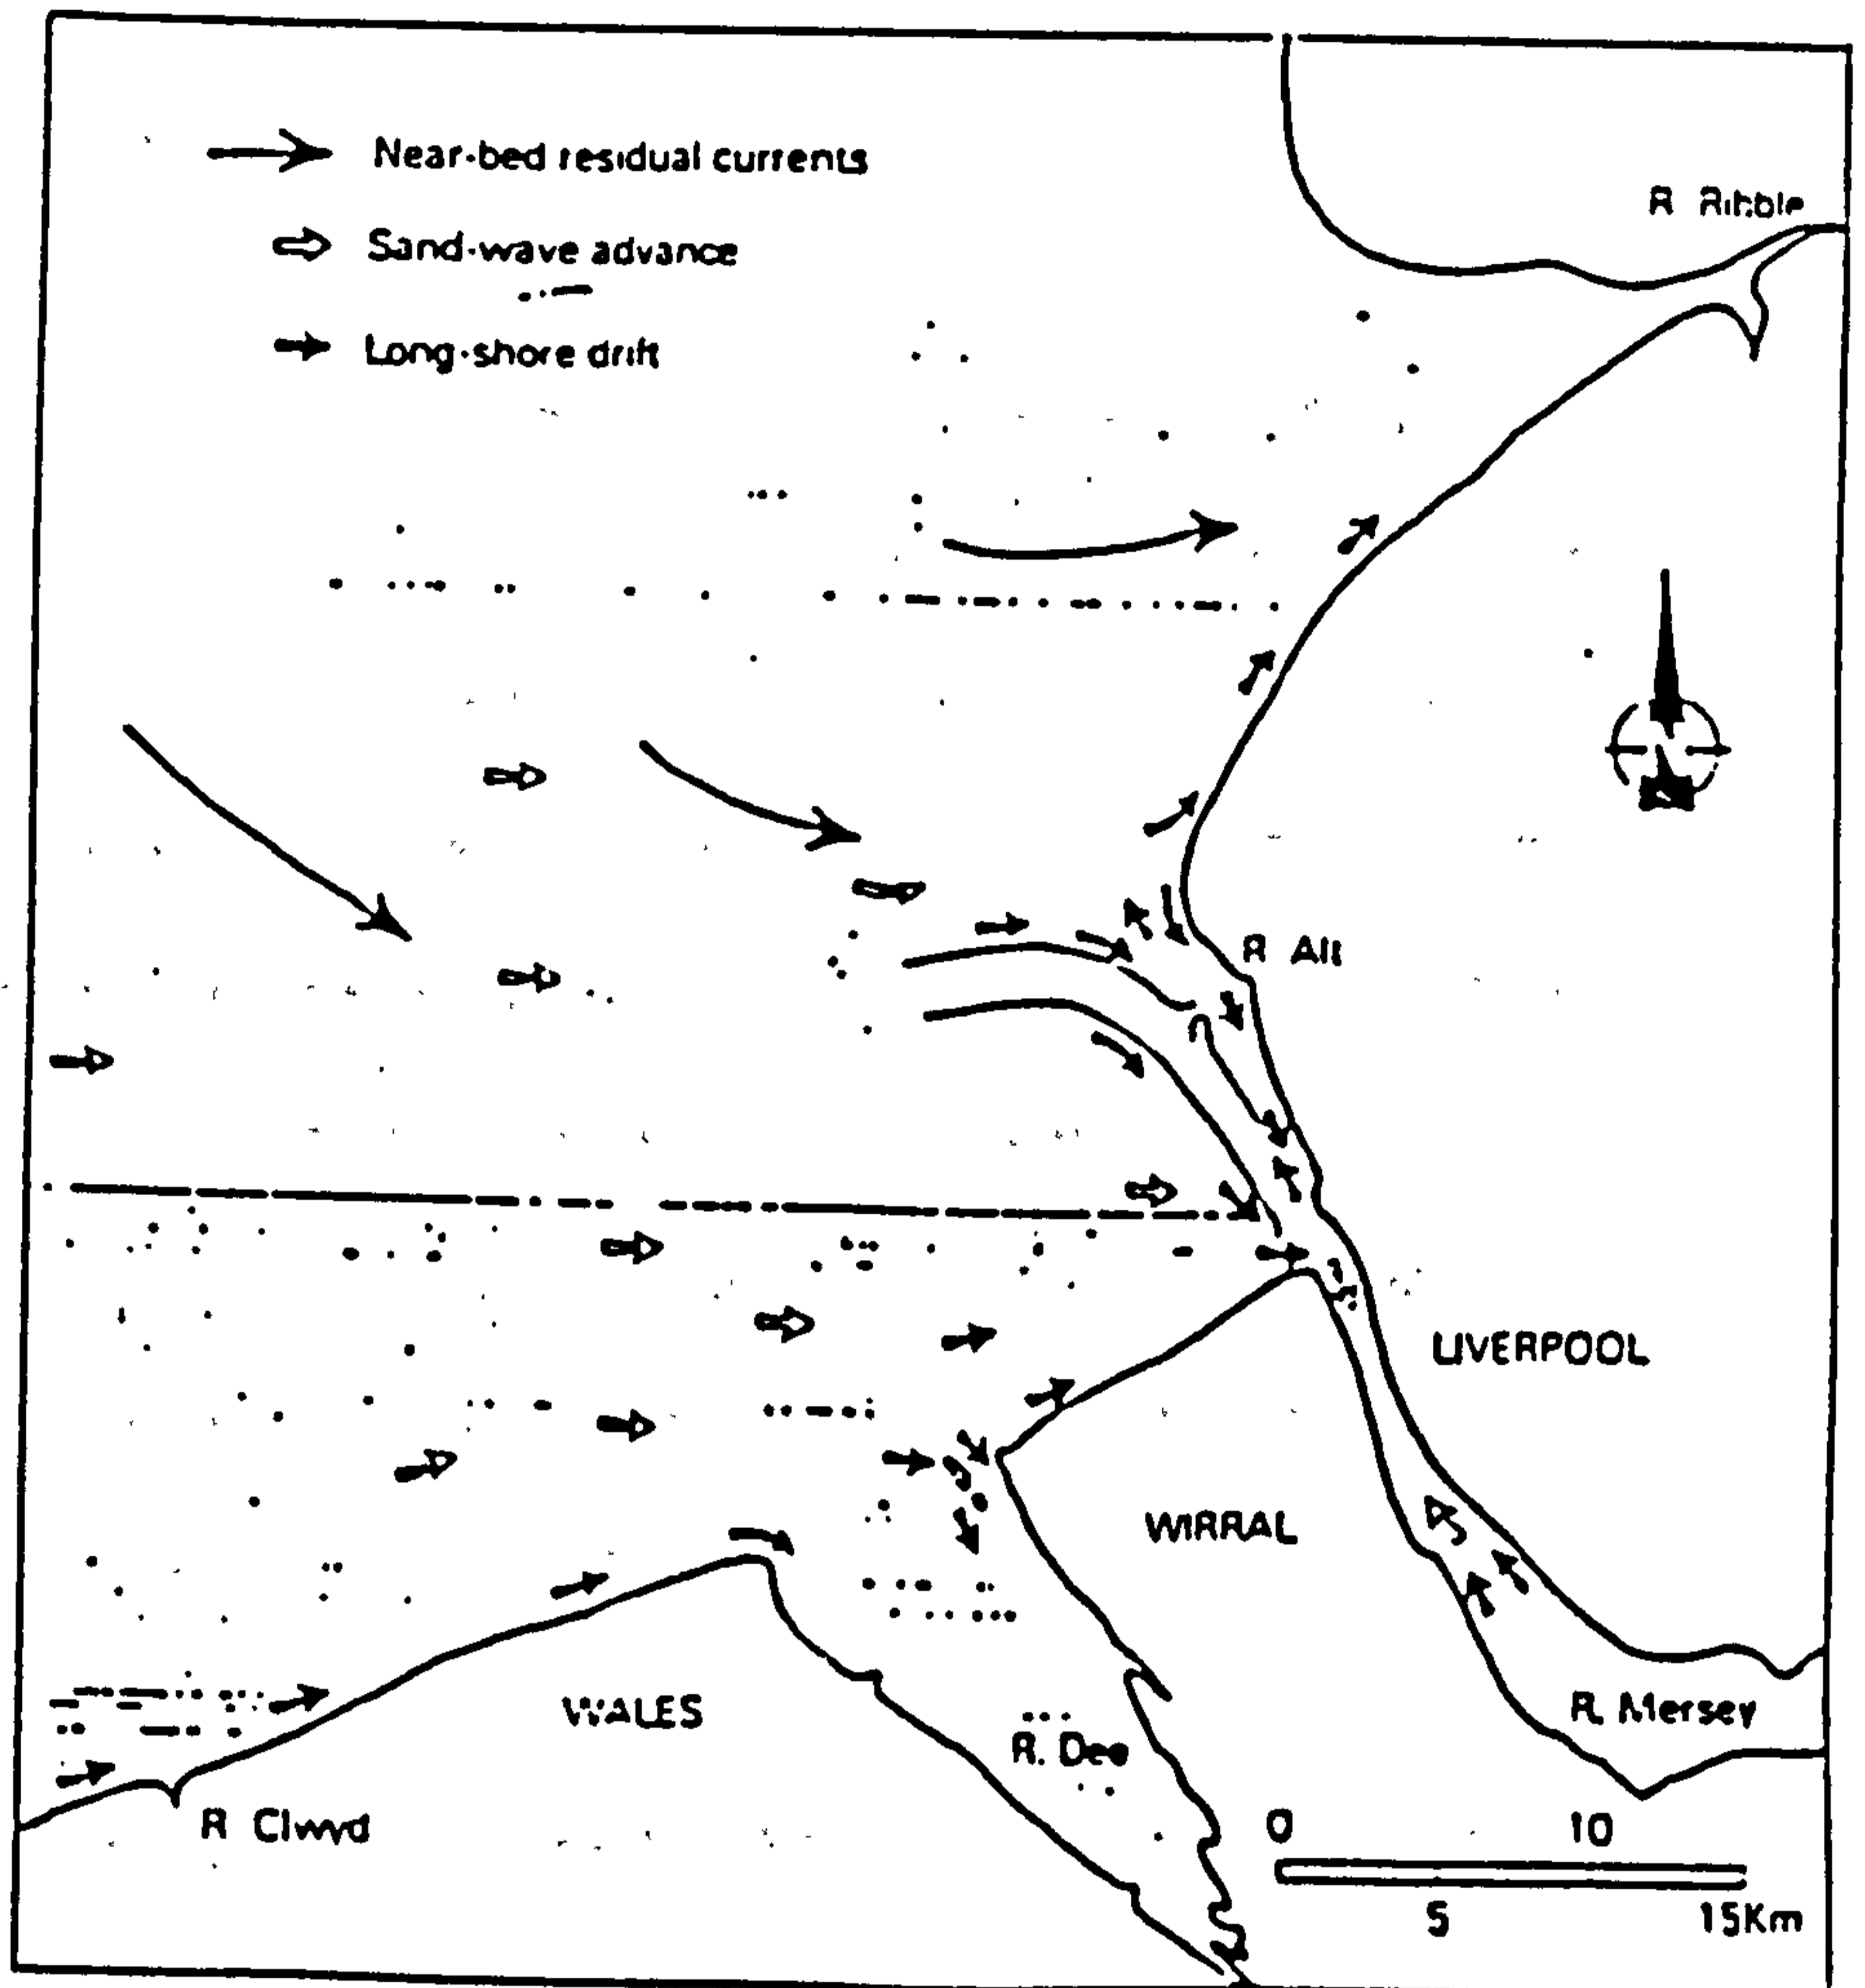 Near-bed residual currents
Sand-wave advance
Long-shore drift
R Ribble
R Alt
LIVERPOOL
WIRRAL
WALES
R. Mersey
R. Dee
R Clwyd
0 10
5 15Km